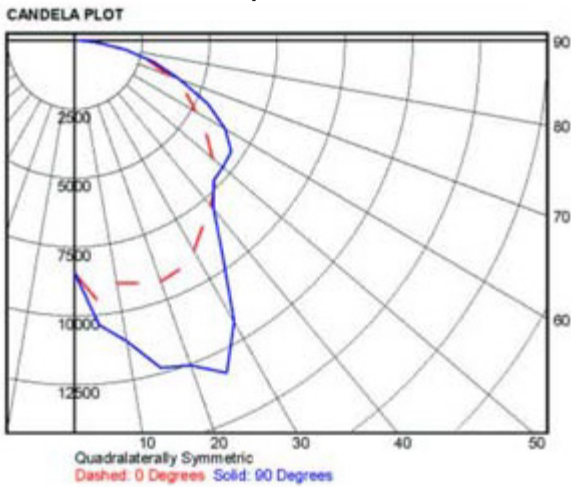 CANDELA PLOT
90
2500
80
5000
70
7500
10000
60
12500
10 20 30 40 50
Quadralaterally Symmetric
Dashed: 0 Degrees Solid: 90 Degrees